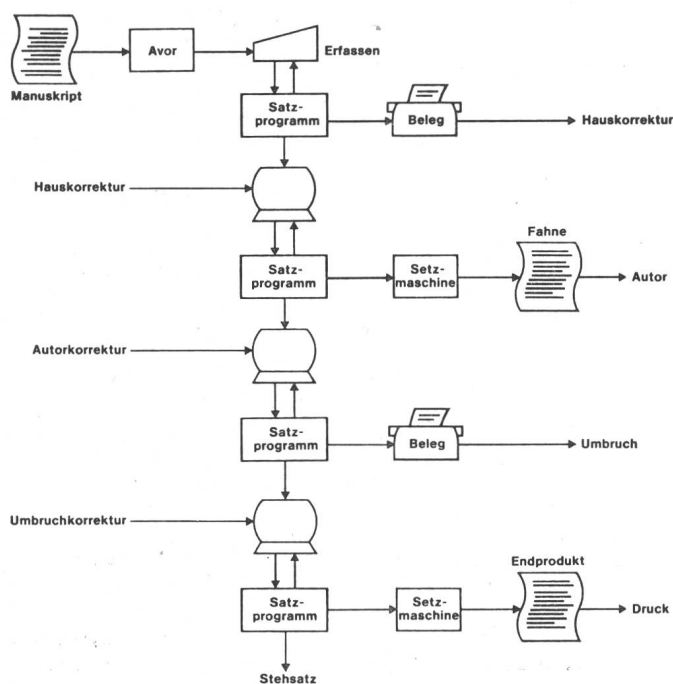 Manuskript
Avor
Erfassen
Satz-
programm
Beleg
Hauskorrektur
Hauskorrektur
Satz-
programm
Setz-
maschine
Fahne
Autor
Autorkorrektur
Satz-
programm
Beleg
Umbruch
Umbruchkorrektur
Satz-
programm
Setz-
maschine
Endprodukt
Druck
Stehsatz